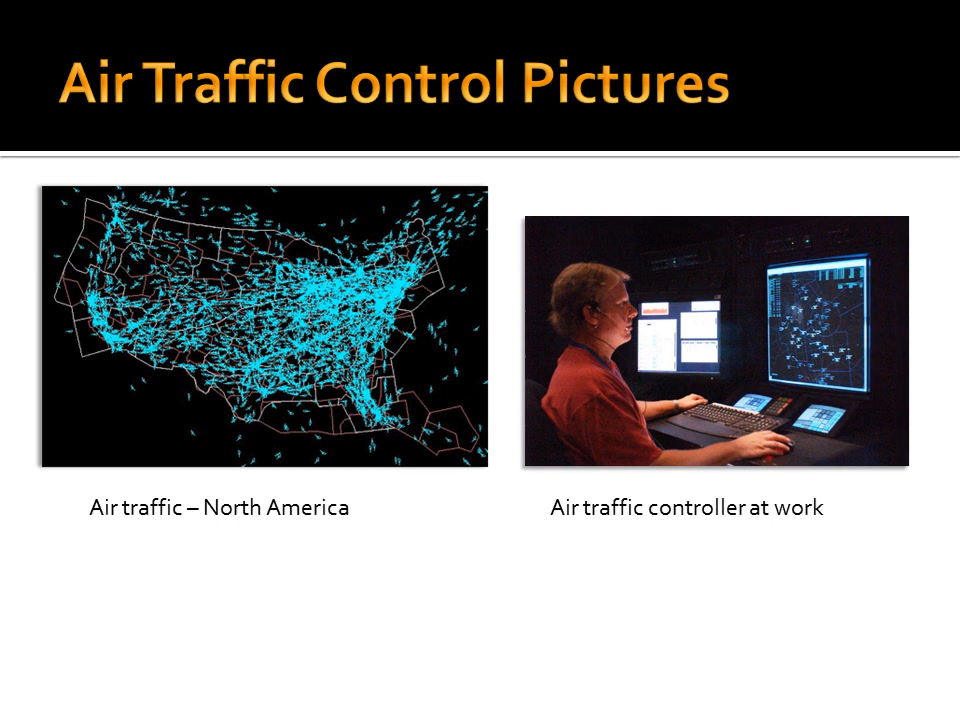 Air Traffic Control Pictures
Air traffic – North America
Air traffic controller at work